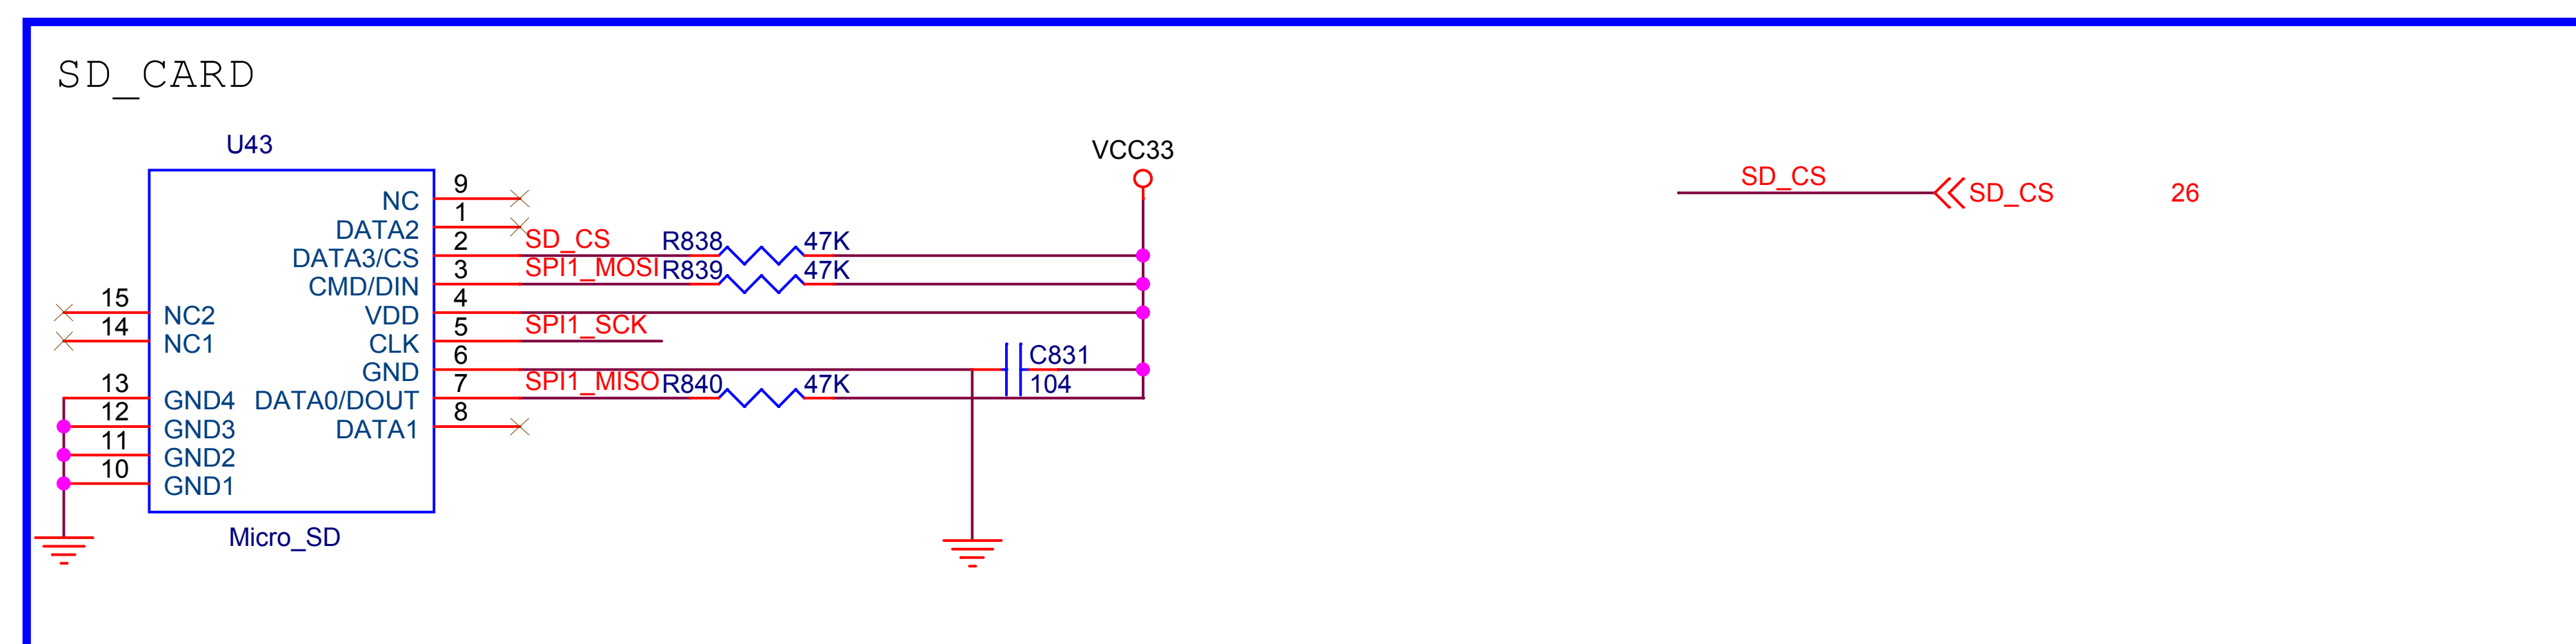 SD_CARD
U43
VCC33
SD_CS
SD_CS 26
NC 9
DATA2 1
DATA3/CS 2 SD_CS R838 47K
CMD/DIN 3 SPI1_MOSI R839 47K
15 NC2 VDD 4
14 NC1 CLK 5 SPI1_SCK
GND 6 C831
104
13 GND4 DATA0/DOUT 7 SPI1_MISO R840 47K
12 GND3 DATA1 8
11 GND2
10 GND1
Micro_SD